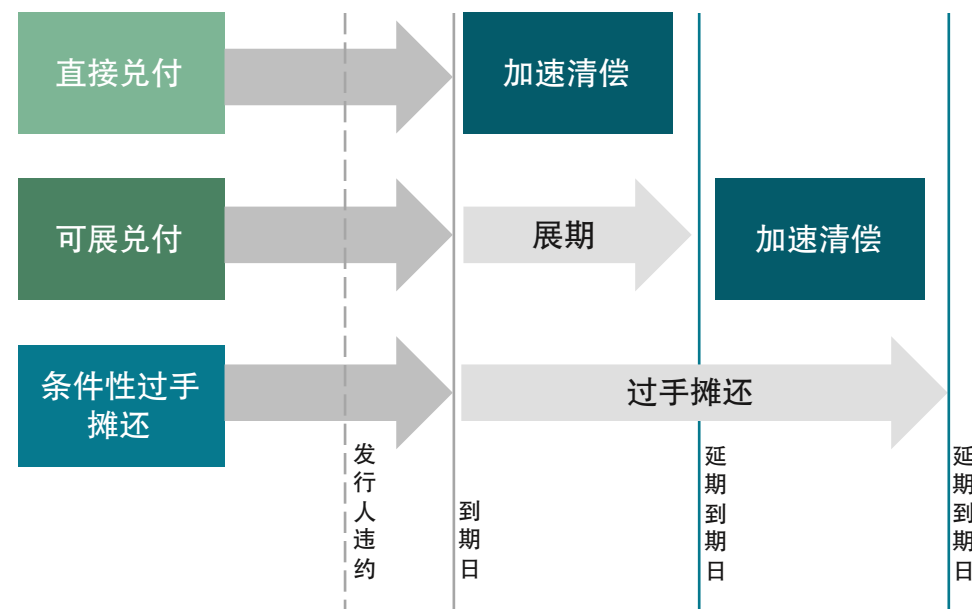 直接兑付
加速清偿
可展兑付
展期
加速清偿
条件性过手
摊还
过手摊还
发行人违约
到期日
延期到期日
延期到期日